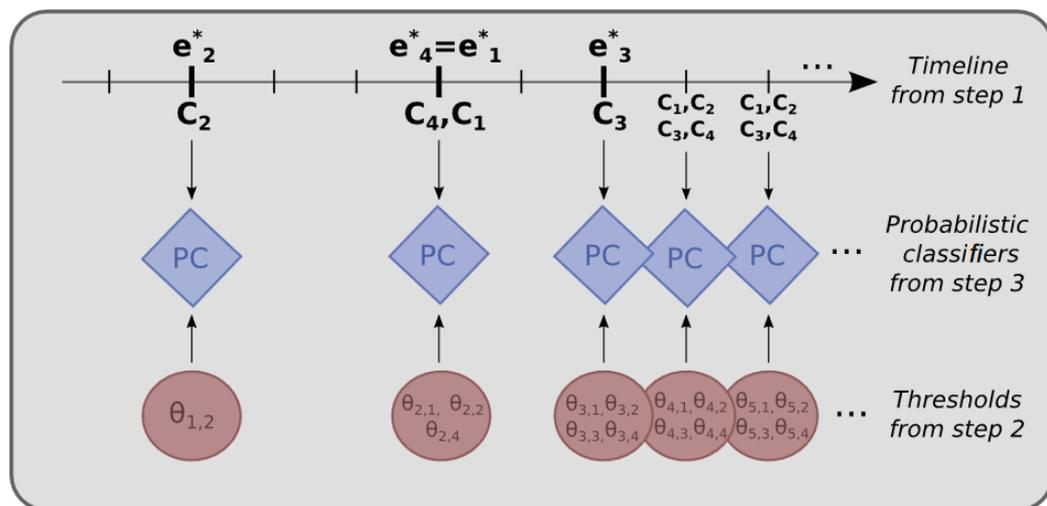 e*₂ e*₄=e*₁ e*₃ ...
Timeline
from step 1
C₂ C₄,C₁ C₃ C₁,C₂ C₁,C₂
C₃,C₄ C₃,C₄
PC PC PC PC PC ...
Probabilistic
classifiers
from step 3
θ₁,₂ θ₂,₁, θ₂,₂ θ₃,₁,θ₃,₂ θ₄,₁,θ₄,₂ θ₅,₁,θ₅,₂ ...
θ₂,₄ θ₃,₃,θ₃,₄ θ₄,₃,θ₄,₄ θ₅,₃,θ₅,₄
Thresholds
from step 2